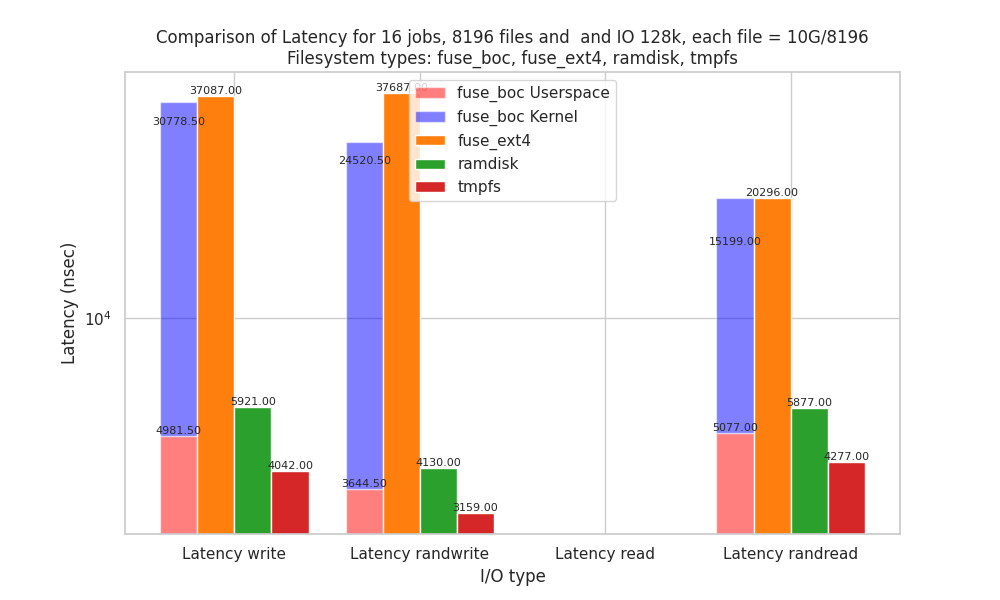 Comparison of Latency for 16 jobs, 8196 files and  and IO 128k, each file = 10G/8196
Filesystem types: fuse_boc, fuse_ext4, ramdisk, tmpfs
fuse_boc Userspace
fuse_boc Kernel
fuse_ext4
ramdisk
tmpfs
37087.00
30778.50
4981.50
5921.00
4042.00
37687.00
24520.50
3644.50
4130.00
3159.00
20296.00
15199.00
5077.00
5877.00
4277.00
10⁴
Latency (nsec)
Latency write
Latency randwrite
Latency read
Latency randread
I/O type